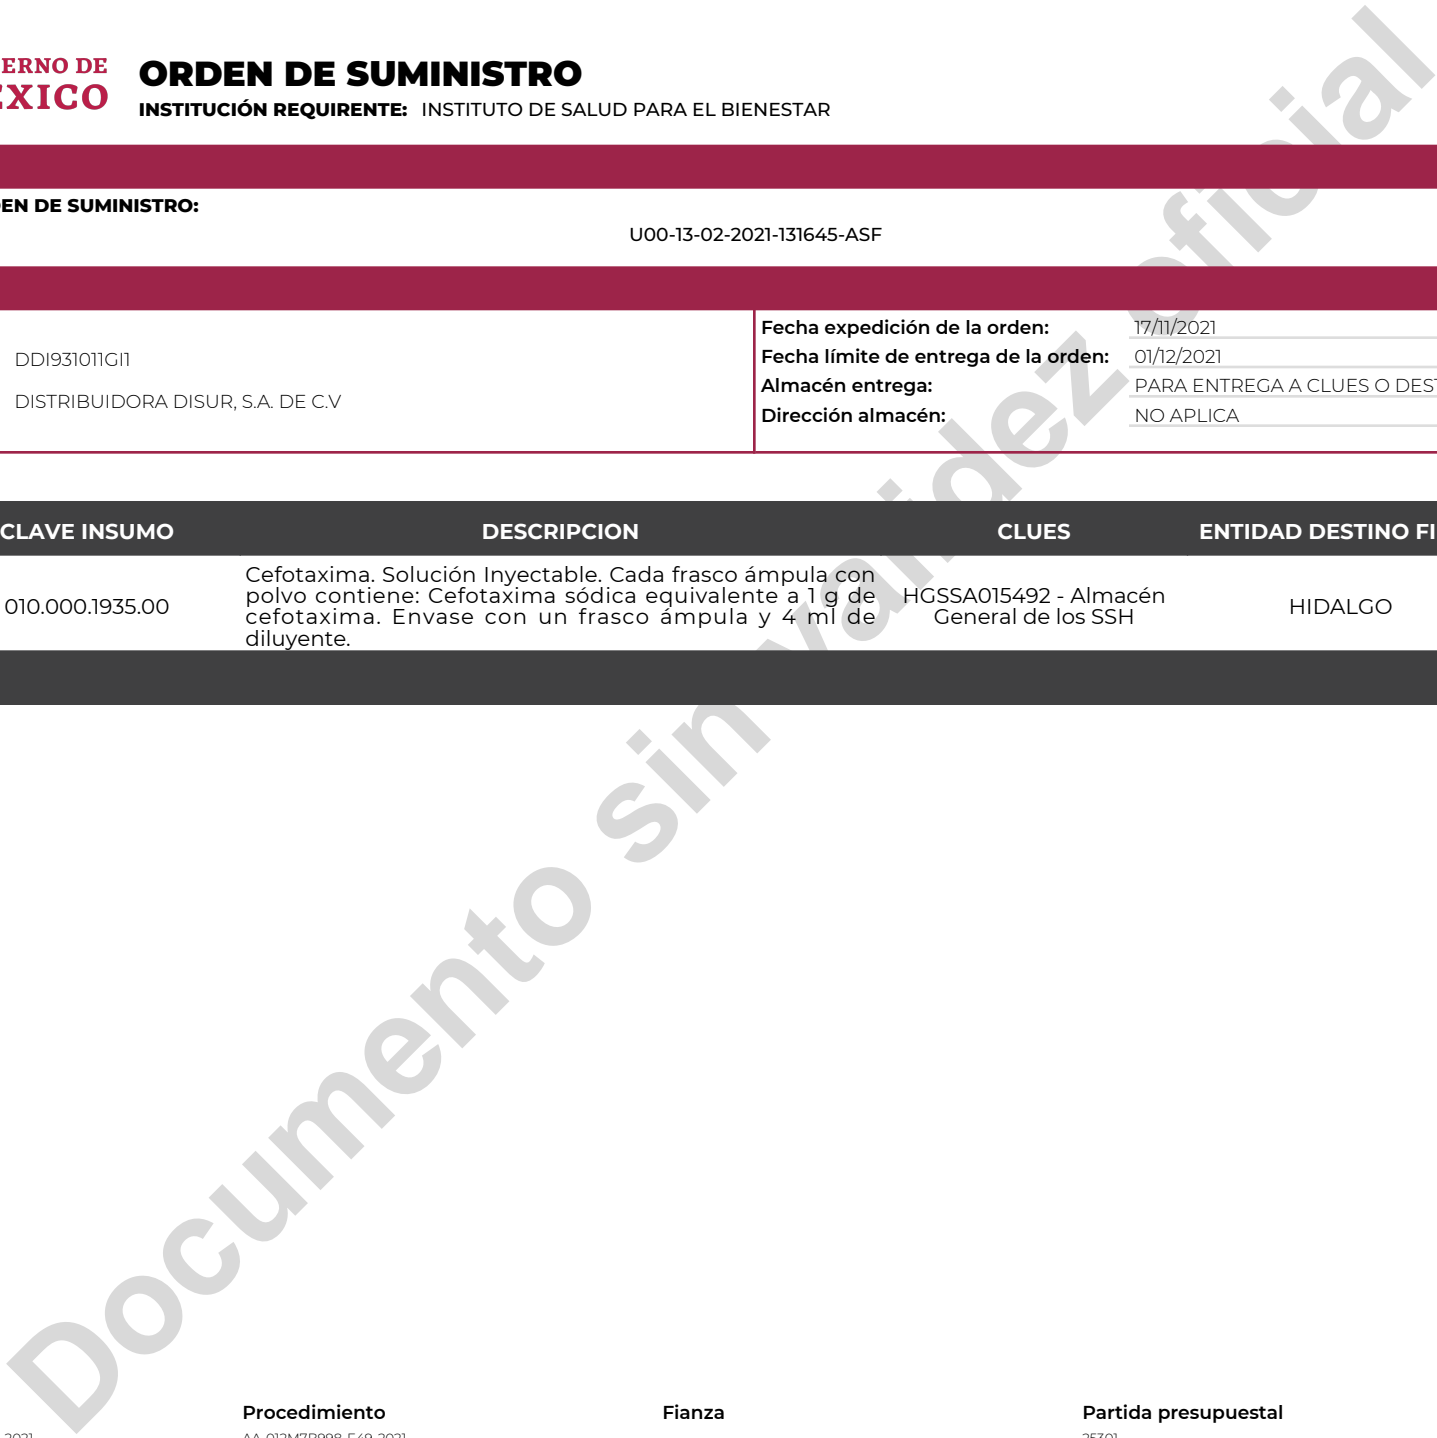 ERNO DE
EXICO
ORDEN DE SUMINISTRO
INSTITUCIÓN REQUIRENTE: INSTITUTO DE SALUD PARA EL BIENESTAR
EN DE SUMINISTRO:
U00-13-02-2021-131645-ASF
DDI931011GI1
DISTRIBUIDORA DISUR, S.A. DE C.V
Fecha expedición de la orden: 17/11/2021
Fecha límite de entrega de la orden: 01/12/2021
Almacén entrega: PARA ENTREGA A CLUES O DEST
Dirección almacén: NO APLICA
CLAVE INSUMO DESCRIPCION CLUES ENTIDAD DESTINO FI
010.000.1935.00
Cefotaxima. Solución Inyectable. Cada frasco ámpula con
polvo contiene: Cefotaxima sódica equivalente a 1 g de
cefotaxima. Envase con un frasco ámpula y 4 ml de
diluyente.
HGSSA015492 - Almacén
General de los SSH
HIDALGO
Documento sin validez oficial
Procedimiento Fianza Partida presupuestal